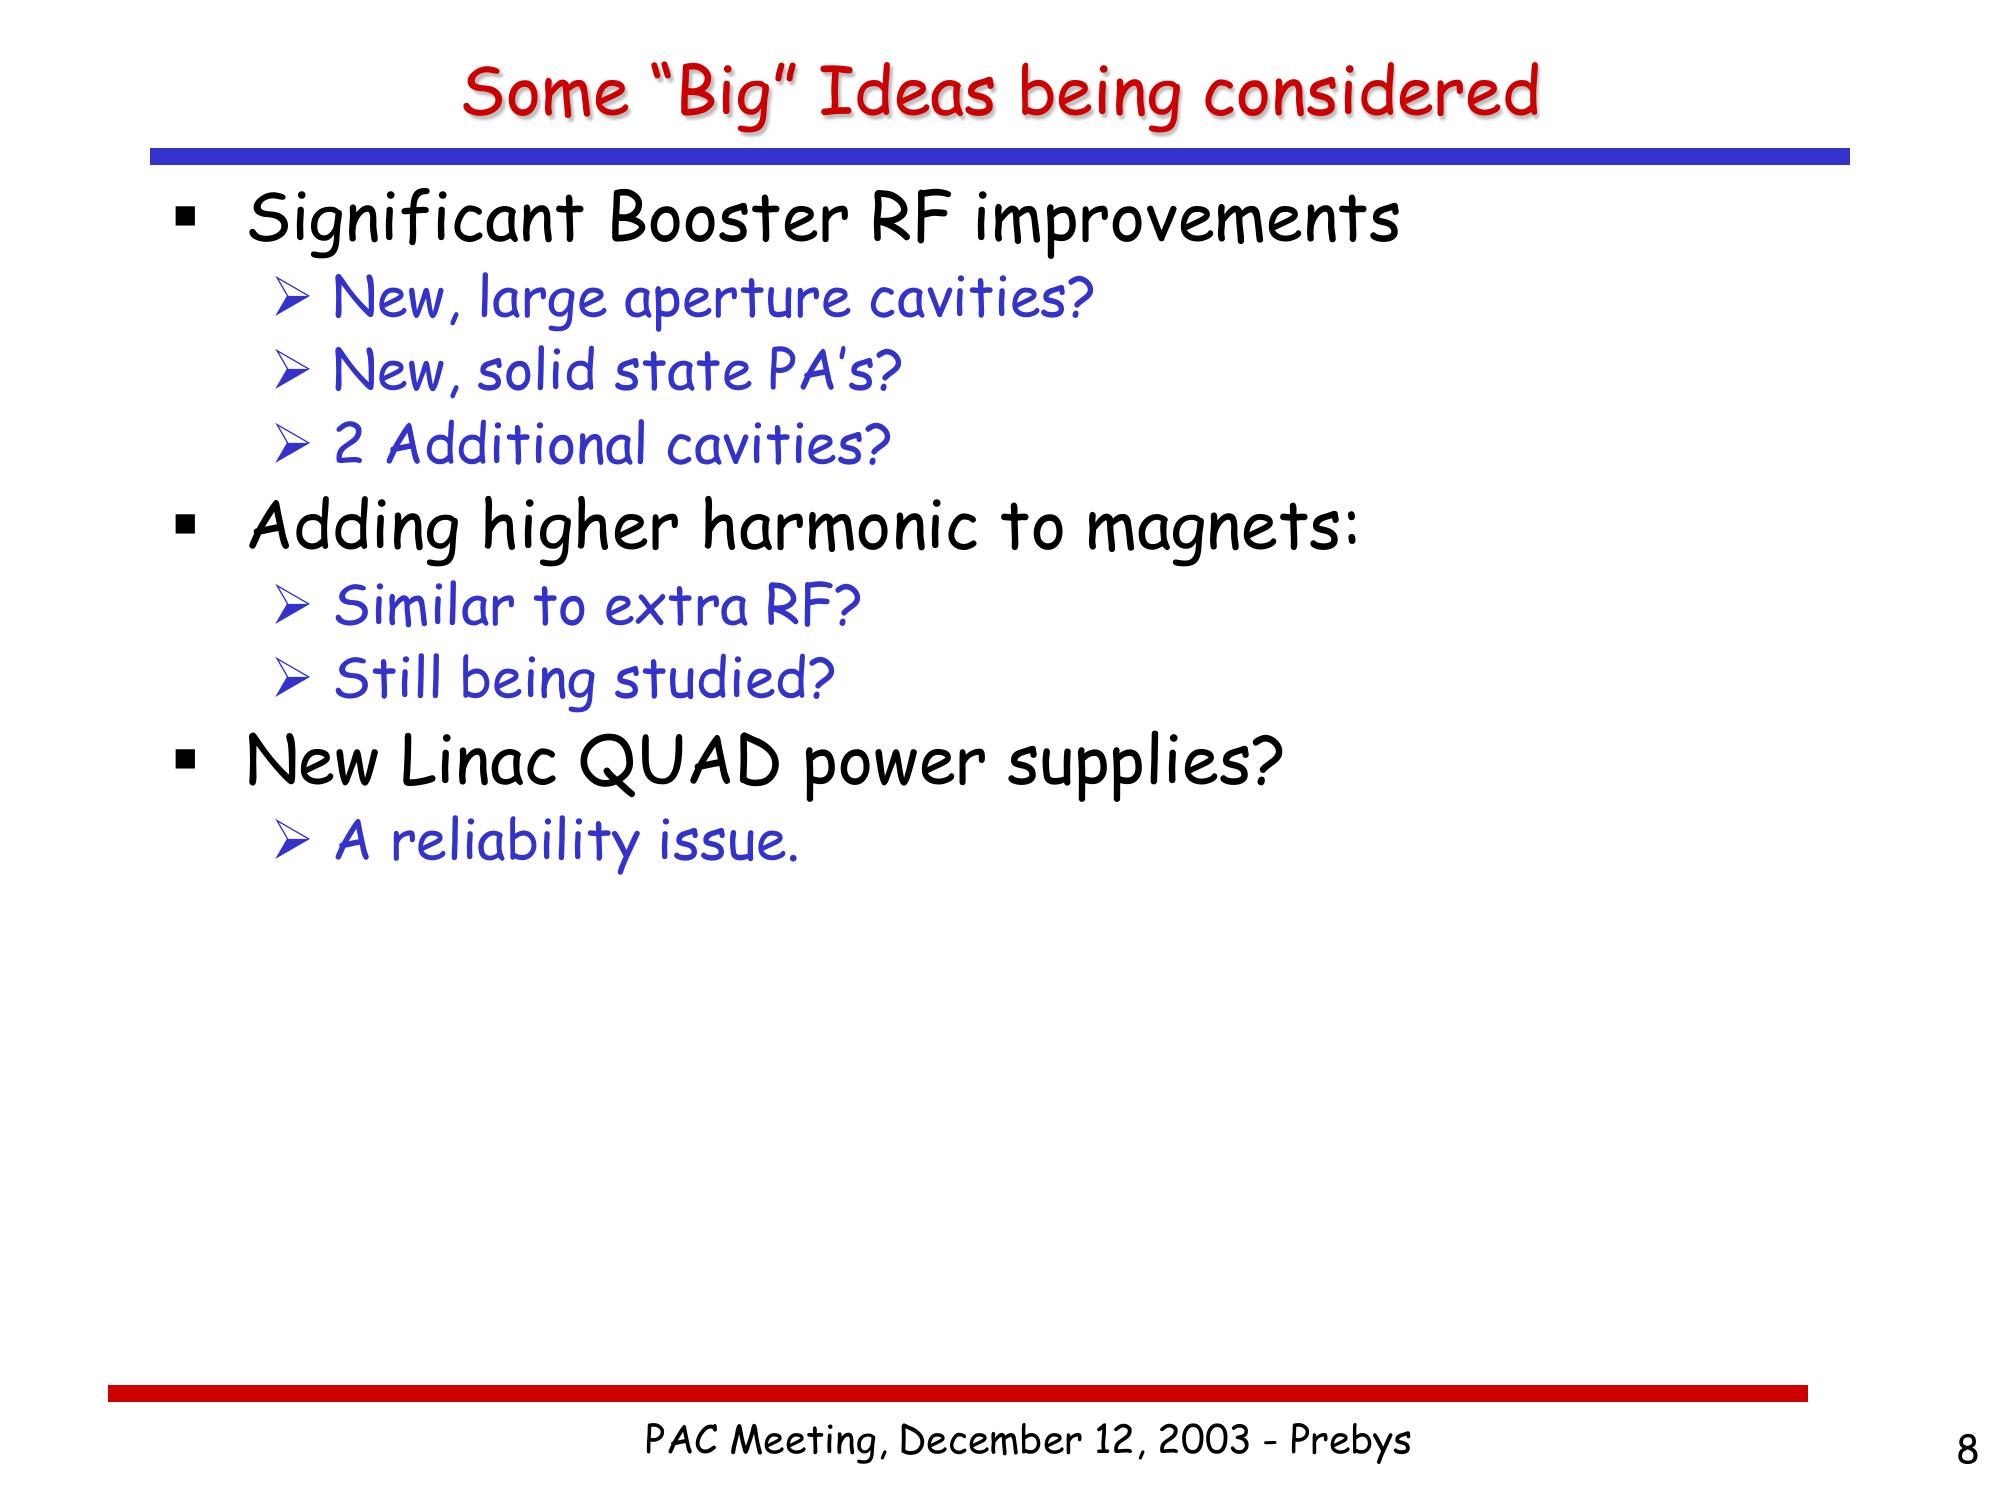 Some “Big” Ideas being considered
▪ Significant Booster RF improvements
➢ New, large aperture cavities?
➢ New, solid state PA’s?
➢ 2 Additional cavities?
▪ Adding higher harmonic to magnets:
➢ Similar to extra RF?
➢ Still being studied?
▪ New Linac QUAD power supplies?
➢ A reliability issue.
PAC Meeting, December 12, 2003 - Prebys
8